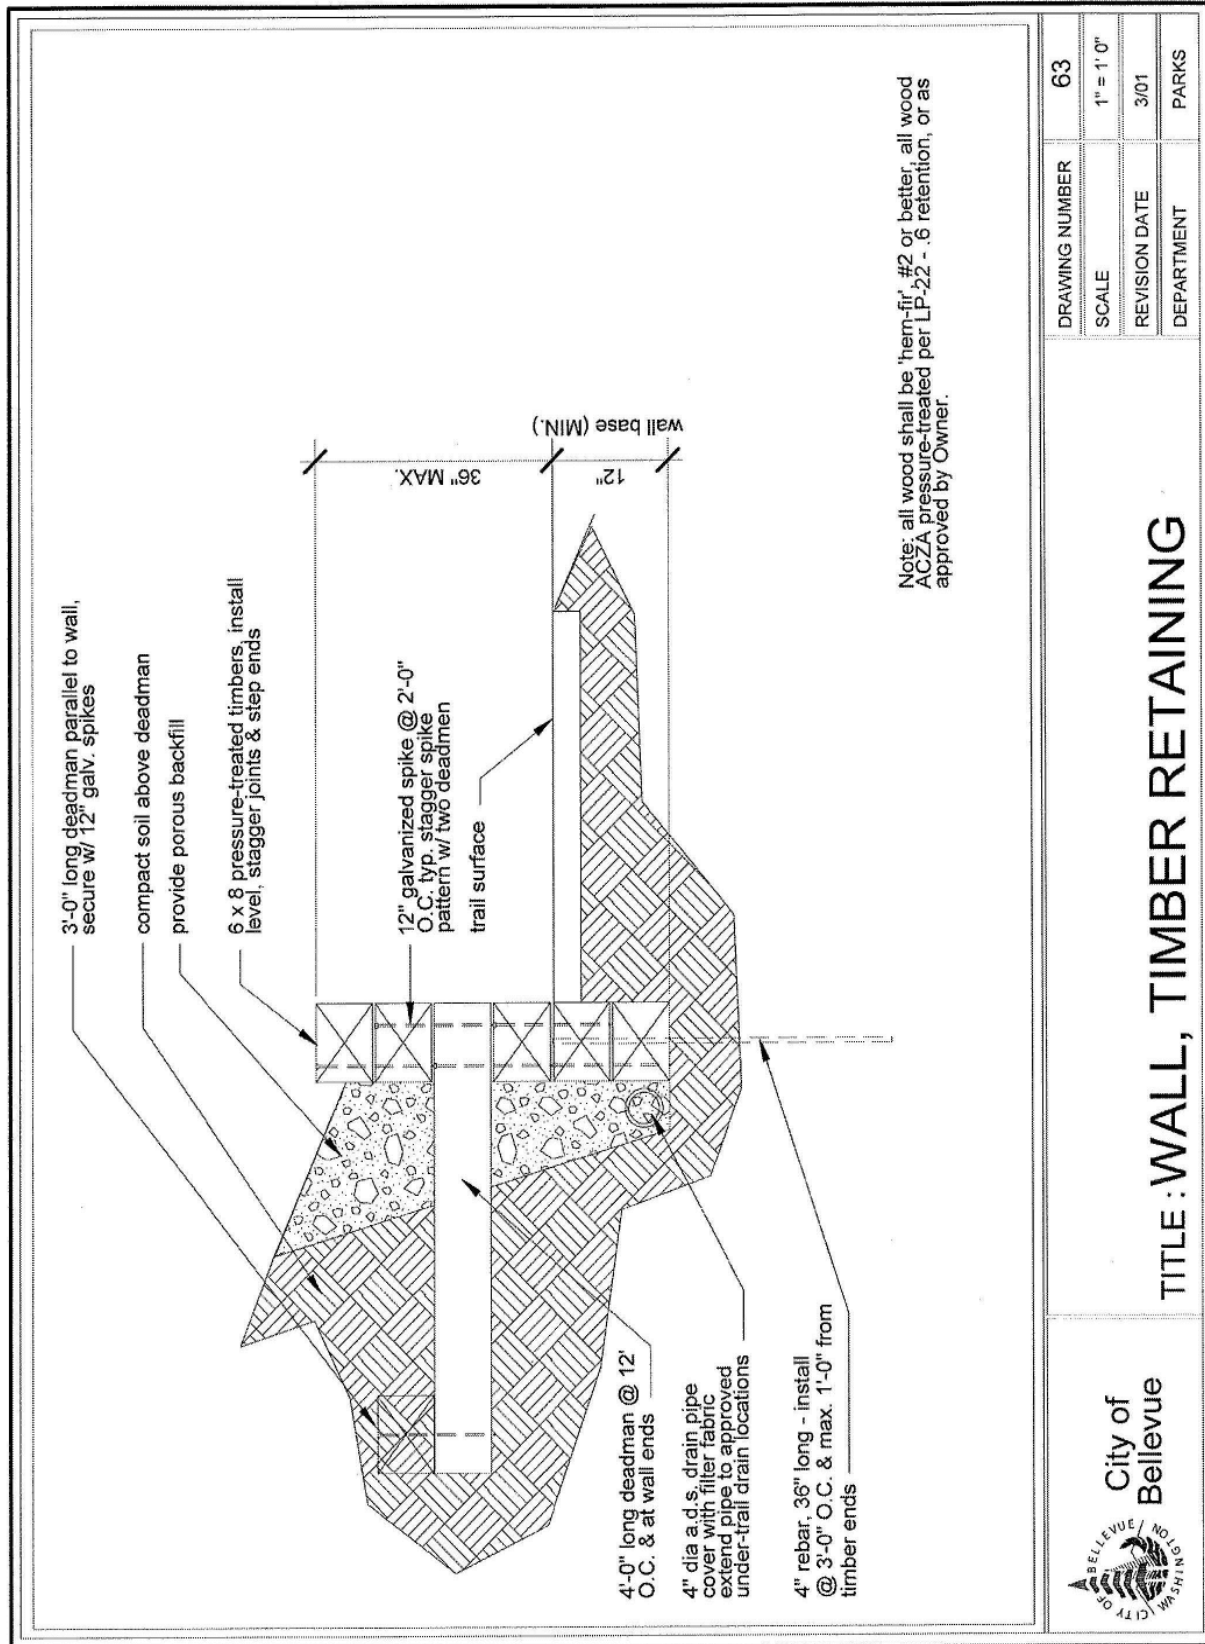 3'-0" long deadman parallel to wall,
secure w/ 12" galv. spikes
compact soil above deadman
provide porous backfill
6 x 8 pressure-treated timbers, install
level, stagger joints & step ends
12" galvanized spike @ 2'-0"
O.C. typ. stagger spike
pattern w/ two deadmen
trail surface
36" MAX.
12"
wall base (MIN.)
4'-0" long deadman @ 12'
O.C. & at wall ends
4" dia a.d.s. drain pipe
cover with filter fabric
extend pipe to approved
under-trail drain locations
4" rebar, 36" long - install
@ 3'-0" O.C. & max. 1'-0" from
timber ends
Note: all wood shall be 'hem-fir', #2 or better, all wood
ACZA pressure-treated per LP-22 - .6 retention, or as
approved by Owner.
CITY OF BELLEVUE
WASHINGTON
City of
Bellevue
TITLE : WALL, TIMBER RETAINING
DRAWING NUMBER 63
SCALE 1" = 1' 0"
REVISION DATE 3/01
DEPARTMENT PARKS